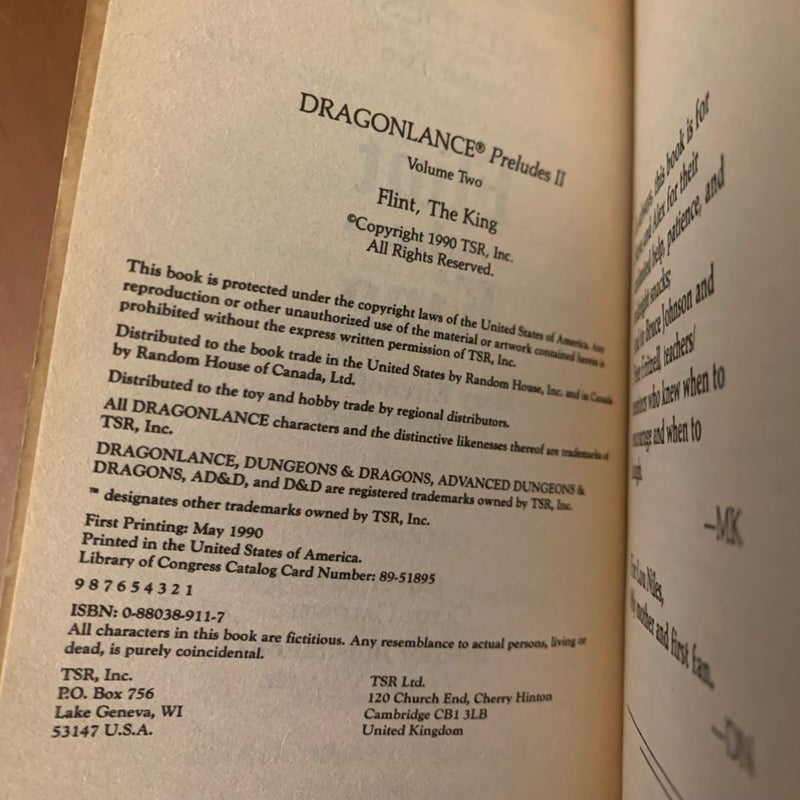 DRAGONLANCE® Preludes II
Volume Two
Flint, The King
©Copyright 1990 TSR, Inc.
All Rights Reserved.
This book is protected under the copyright laws of the United States of America. Any
reproduction or other unauthorized use of the material or artwork contained herein is
prohibited without the express written permission of TSR, Inc.
Distributed to the book trade in the United States by Random House, Inc. and in Canada
by Random House of Canada, Ltd.
Distributed to the toy and hobby trade by regional distributors.
All DRAGONLANCE characters and the distinctive likenesses thereof are trademarks of
TSR, Inc.
DRAGONLANCE, DUNGEONS & DRAGONS, ADVANCED DUNGEONS &
DRAGONS, AD&D, and D&D are registered trademarks owned by TSR, Inc.
™ designates other trademarks owned by TSR, Inc.
First Printing: May 1990
Printed in the United States of America.
Library of Congress Catalog Card Number: 89-51895
9 8 7 6 5 4 3 2 1
ISBN: 0-88038-911-7
All characters in this book are fictitious. Any resemblance to actual persons, living or
dead, is purely coincidental.
TSR, Inc.
P.O. Box 756
Lake Geneva, WI
53147 U.S.A.
TSR Ltd.
120 Church End, Cherry Hinton
Cambridge CB1 3LB
United Kingdom
this book is for
Alex for their
help, patience, and
snacks;
Bruce Johnson and
teachers/
who knew when to
and when to
—MK
Lou Niles,
mother and first fan.